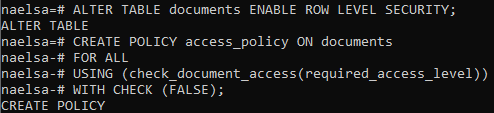 naelsa=# ALTER TABLE documents ENABLE ROW LEVEL SECURITY;
ALTER TABLE
naelsa=# CREATE POLICY access_policy ON documents
naelsa-# FOR ALL
naelsa-# USING (check_document_access(required_access_level))
naelsa-# WITH CHECK (FALSE);
CREATE POLICY